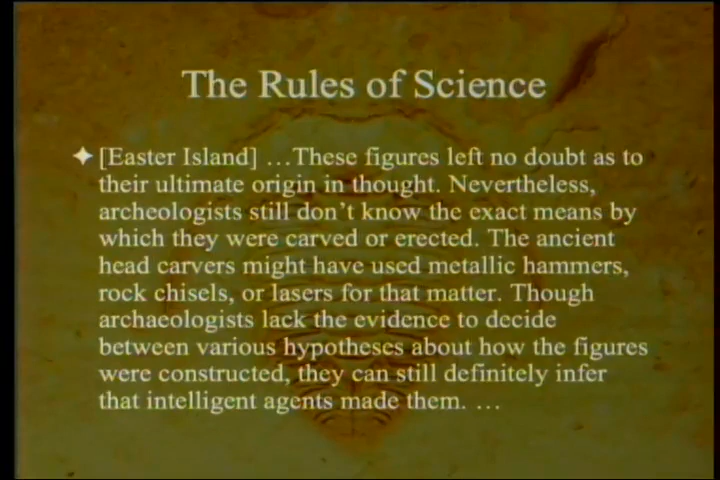 The Rules of Science
[Easter Island] …These figures left no doubt as to
their ultimate origin in thought. Nevertheless,
archeologists still don't know the exact means by
which they were carved or erected. The ancient
head carvers might have used metallic hammers,
rock chisels, or lasers for that matter. Though
archaeologists lack the evidence to decide
between various hypotheses about how the figures
were constructed, they can still definitely infer
that intelligent agents made them. …